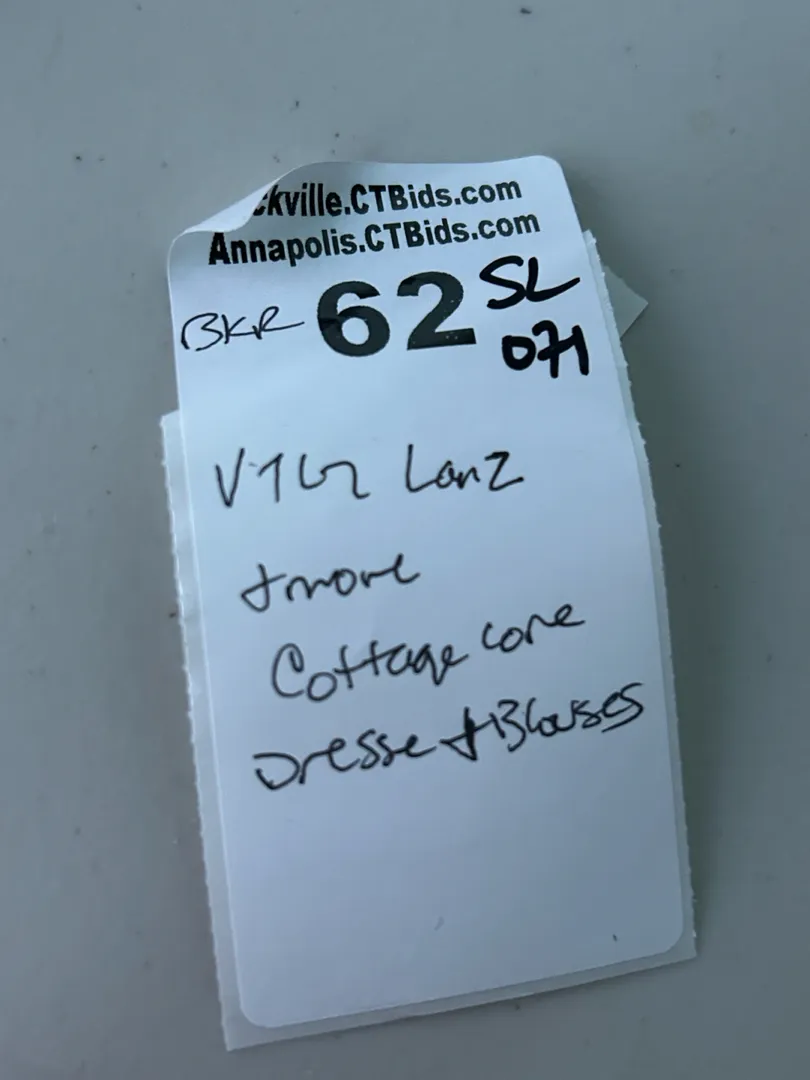 ckville.CTBids.com
Annapolis.CTBids.com
BKR 62 SL
071
VTG Lanz
+more
Cottage core
Dresse + Blouses